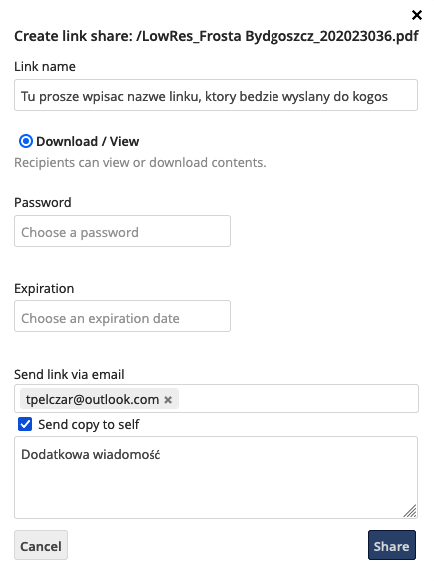 Create link share: /LowRes_Frosta Bydgoszcz_202023036.pdf
Link name
Tu prosze wpisac nazwe linku, ktory bedzie wyslany do kogos
Download / View
Recipients can view or download contents.
Password
Choose a password
Expiration
Choose an expiration date
Send link via email
tpelczar@outlook.com ×
Send copy to self
Dodatkowa wiadomość
Cancel
Share